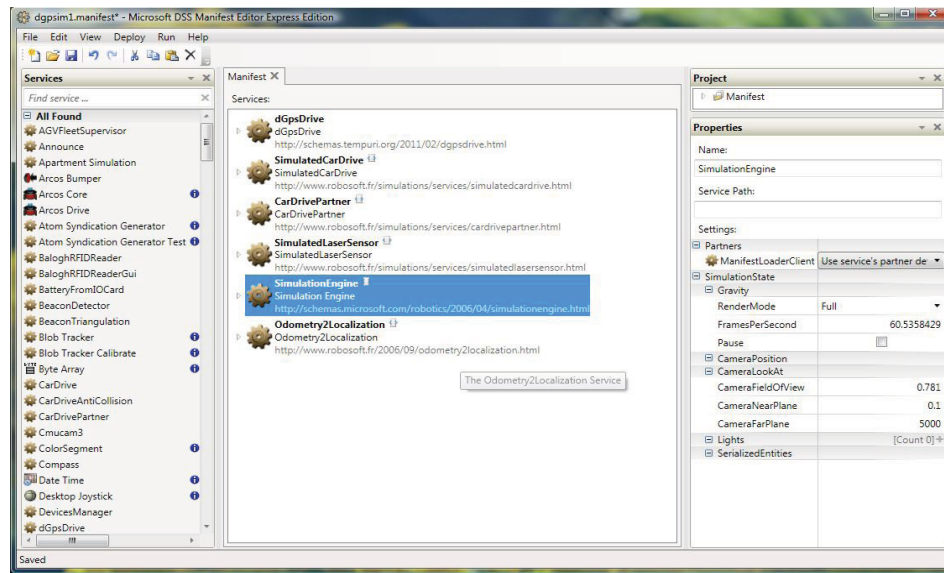 dgpsim1.manifest* - Microsoft DSS Manifest Editor Express Edition
File Edit View Deploy Run Help
Services
Find service ...
All Found
AGVFleetSupervisor
Announce
Apartment Simulation
Arcos Bumper
Arcos Core
Arcos Drive
Atom Syndication Generator
Atom Syndication Generator Test
BaloghRFIDReader
BaloghRFIDReaderGui
BatteryFromIOCard
BeaconDetector
BeaconTriangulation
Blob Tracker
Blob Tracker Calibrate
Byte Array
CarDrive
CarDriveAntiCollision
CarDrivePartner
Cmucam3
ColorSegment
Compass
Date Time
Desktop Joystick
DevicesManager
dGpsDrive
Manifest
Services:
dGpsDrive
dGpsDrive
http://schemas.tempuri.org/2011/02/dgpsdrive.html
SimulatedCarDrive
SimulatedCarDrive
http://www.robosoft.fr/simulations/services/simulatedcardrive.html
CarDrivePartner
CarDrivePartner
http://www.robosoft.fr/simulations/services/cardrivepartner.html
SimulatedLaserSensor
SimulatedLaserSensor
http://www.robosoft.fr/simulations/services/simulatedlasersensor.html
SimulationEngine
Simulation Engine
http://schemas.microsoft.com/robotics/2006/04/simulationengine.html
Odometry2Localization
Odometry2Localization
http://www.robosoft.fr/2006/09/odometry2localization.html
The Odometry2Localization Service
Project
Manifest
Properties
Name:
SimulationEngine
Service Path:
Settings:
Partners
ManifestLoaderClient Use service's partner de
SimulationState
Gravity
RenderMode Full
FramesPerSecond 60.5358429
Pause
CameraPosition
CameraLookAt
CameraFieldOfView 0.781
CameraNearPlane 0.1
CameraFarPlane 5000
Lights [Count 0]
SerializedEntities
Saved